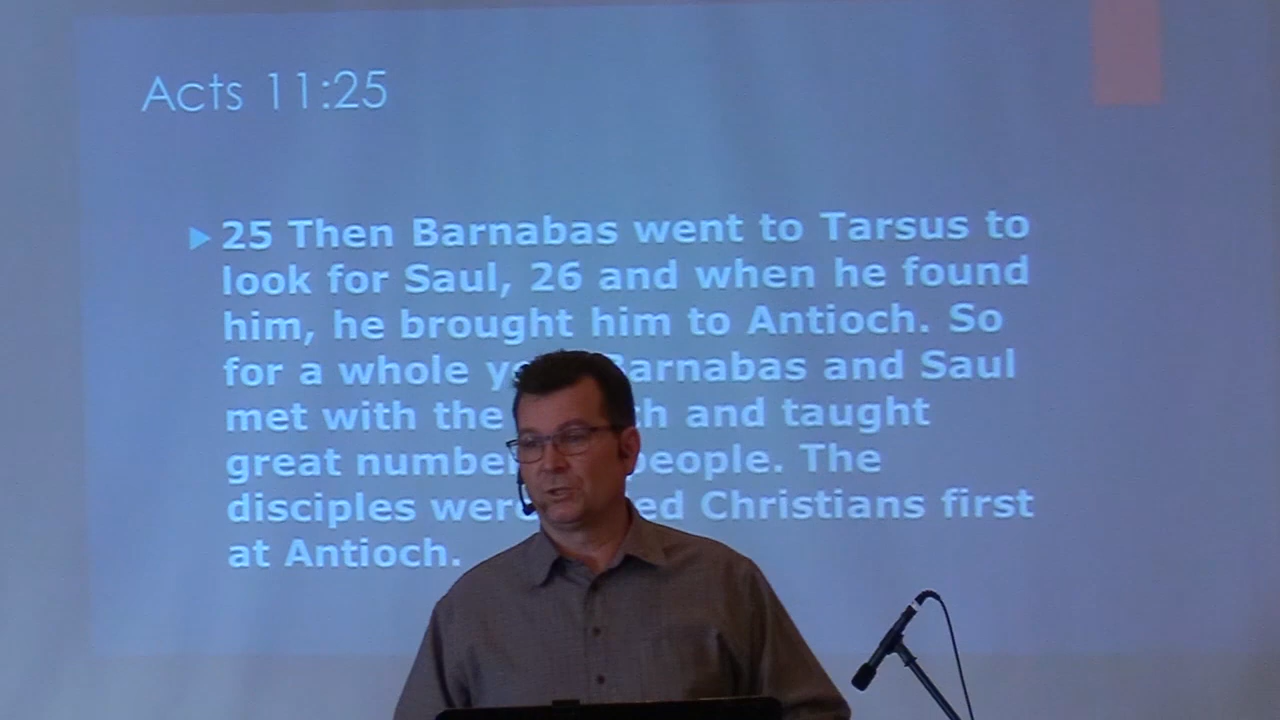 Acts 11:25
25 Then Barnabas went to Tarsus to
look for Saul, 26 and when he found
him, he brought him to Antioch. So
for a whole Barnabas and Saul
met with the and taught
great people. The
disciples Christians first
at Antioch.